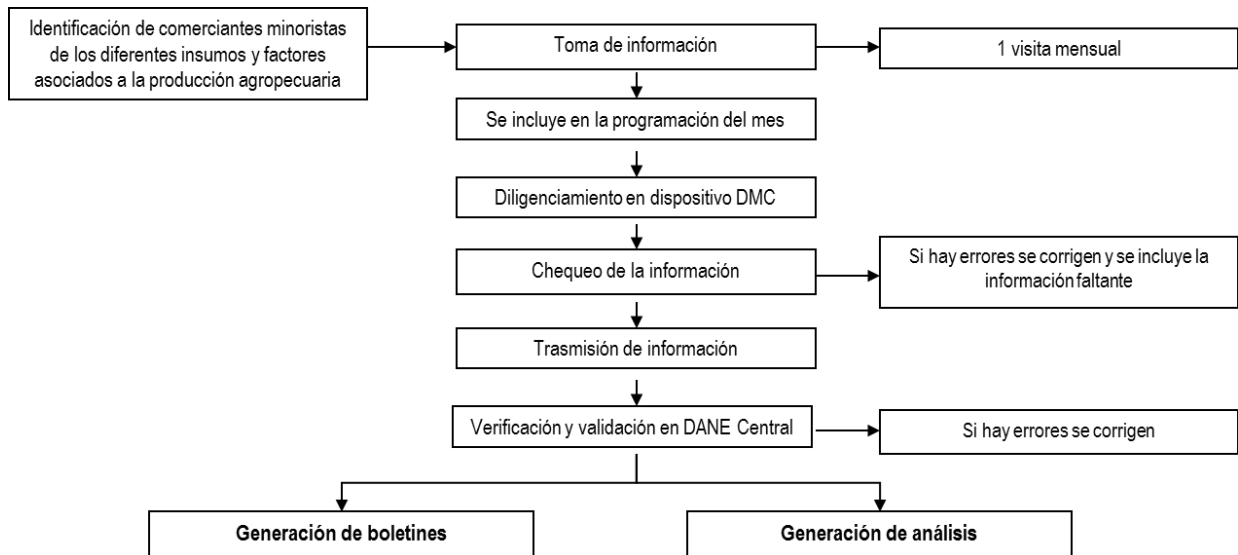 Identificación de comerciantes minoristas
de los diferentes insumos y factores
asociados a la producción agropecuaria
Toma de información
1 visita mensual
Se incluye en la programación del mes
Diligenciamiento en dispositivo DMC
Chequeo de la información
Si hay errores se corrigen y se incluye la
información faltante
Trasmisión de información
Verificación y validación en DANE Central
Si hay errores se corrigen
Generación de boletines
Generación de análisis